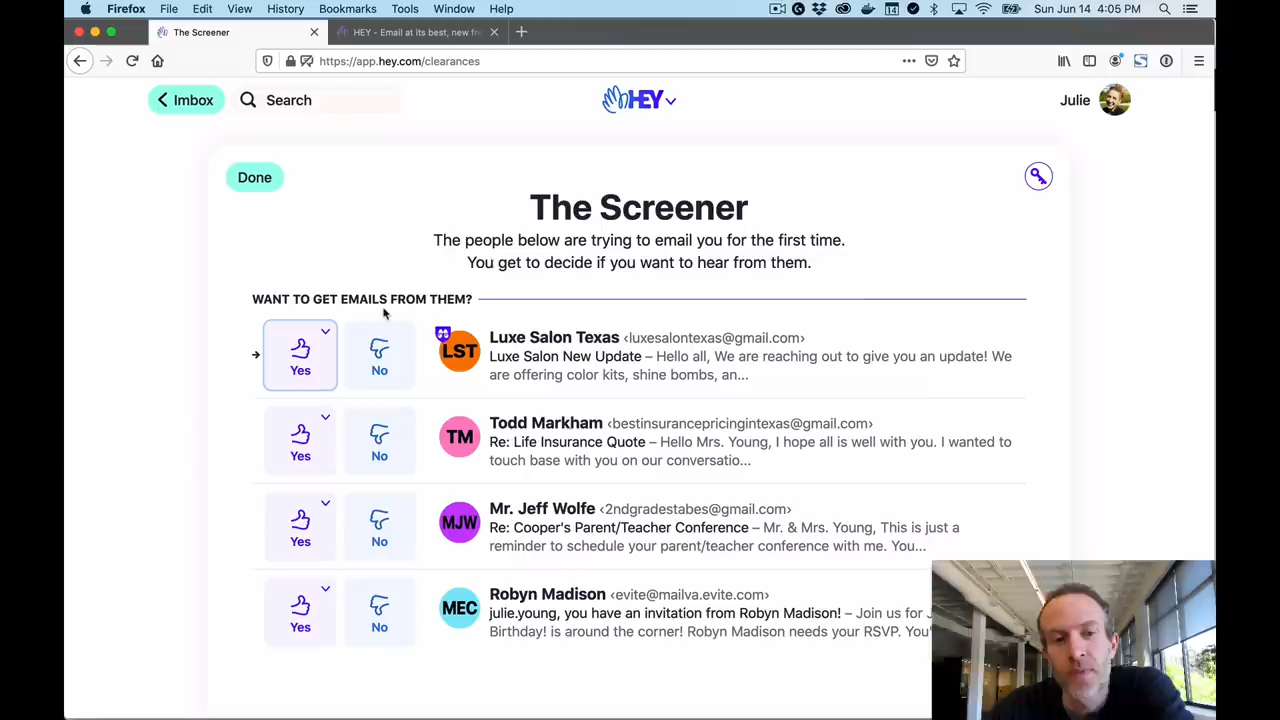 Firefox File Edit View History Bookmarks Tools Window Help 14 Sun Jun 14 4:05 PM
The Screener HEY - Email at its best, new fr
https://app.hey.com/clearances
Imbox Search HEY Julie
Done
The Screener
The people below are trying to email you for the first time.
You get to decide if you want to hear from them.
WANT TO GET EMAILS FROM THEM?
Yes No LST Luxe Salon Texas <luxesalontexas@gmail.com>
Luxe Salon New Update – Hello all, We are reaching out to give you an update! We
are offering color kits, shine bombs, an...
Yes No TM Todd Markham <bestinsurancepricingintexas@gmail.com>
Re: Life Insurance Quote – Hello Mrs. Young, I hope all is well with you. I wanted to
touch base with you on our conversatio...
Yes No MJW Mr. Jeff Wolfe <2ndgradestabes@gmail.com>
Re: Cooper's Parent/Teacher Conference – Mr. & Mrs. Young, This is just a
reminder to schedule your parent/teacher conference with me. You...
Yes No MEC Robyn Madison <evite@mailva.evite.com>
julie.young, you have an invitation from Robyn Madison! – Join us for J
Birthday! is around the corner! Robyn Madison needs your RSVP. You'